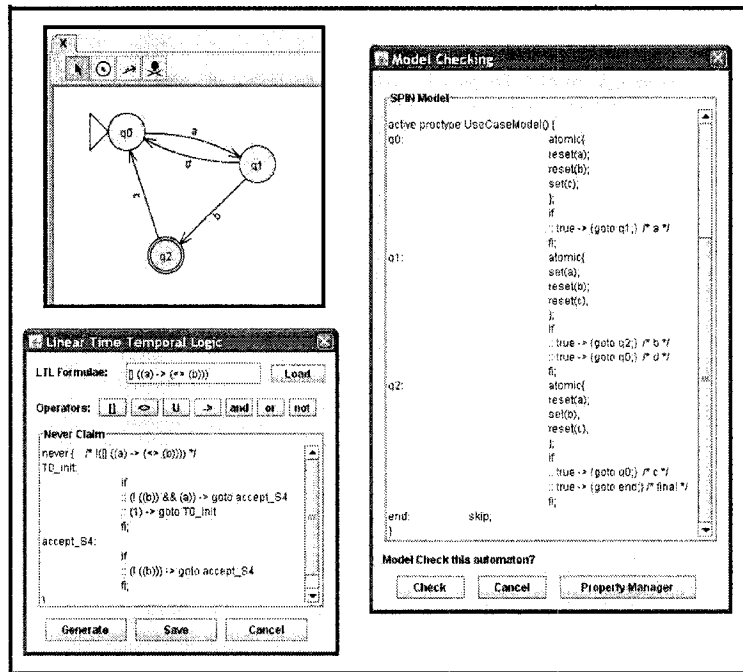 X
q0
a
d
q1
b
c
q2
Linear Time Temporal Logic
LTL Formulae: [] ((a) -> (<> (b))) Load
Operators: [] <> U -> and or not
Never Claim
never { /* !([] ((a) -> (<> (b)))) */
T0_init:
if
:: (! ((b)) && (a)) -> goto accept_S4
:: (1) -> goto T0_init
fi;
accept_S4:
if
:: (! ((b))) -> goto accept_S4
fi;
}
Generate Save Cancel
Model Checking
SPIN Model
active proctype UseCaseModel() {
q0: atomic{
reset(a);
reset(b);
set(c);
};
if
:: true -> {goto q1;} /* a */
fi;
q1: atomic{
set(a);
reset(b);
reset(c),
};
if
:: true -> {goto q2;} /* b */
:: true -> {goto q0;} /* d */
fi;
q2: atomic{
reset(a);
set(b),
reset(c),
};
if
:: true -> {goto q0;} /* c */
:: true -> {goto end;} /* final */
fi;
end: skip;
}
Model Check this automaton?
Check Cancel Property Manager